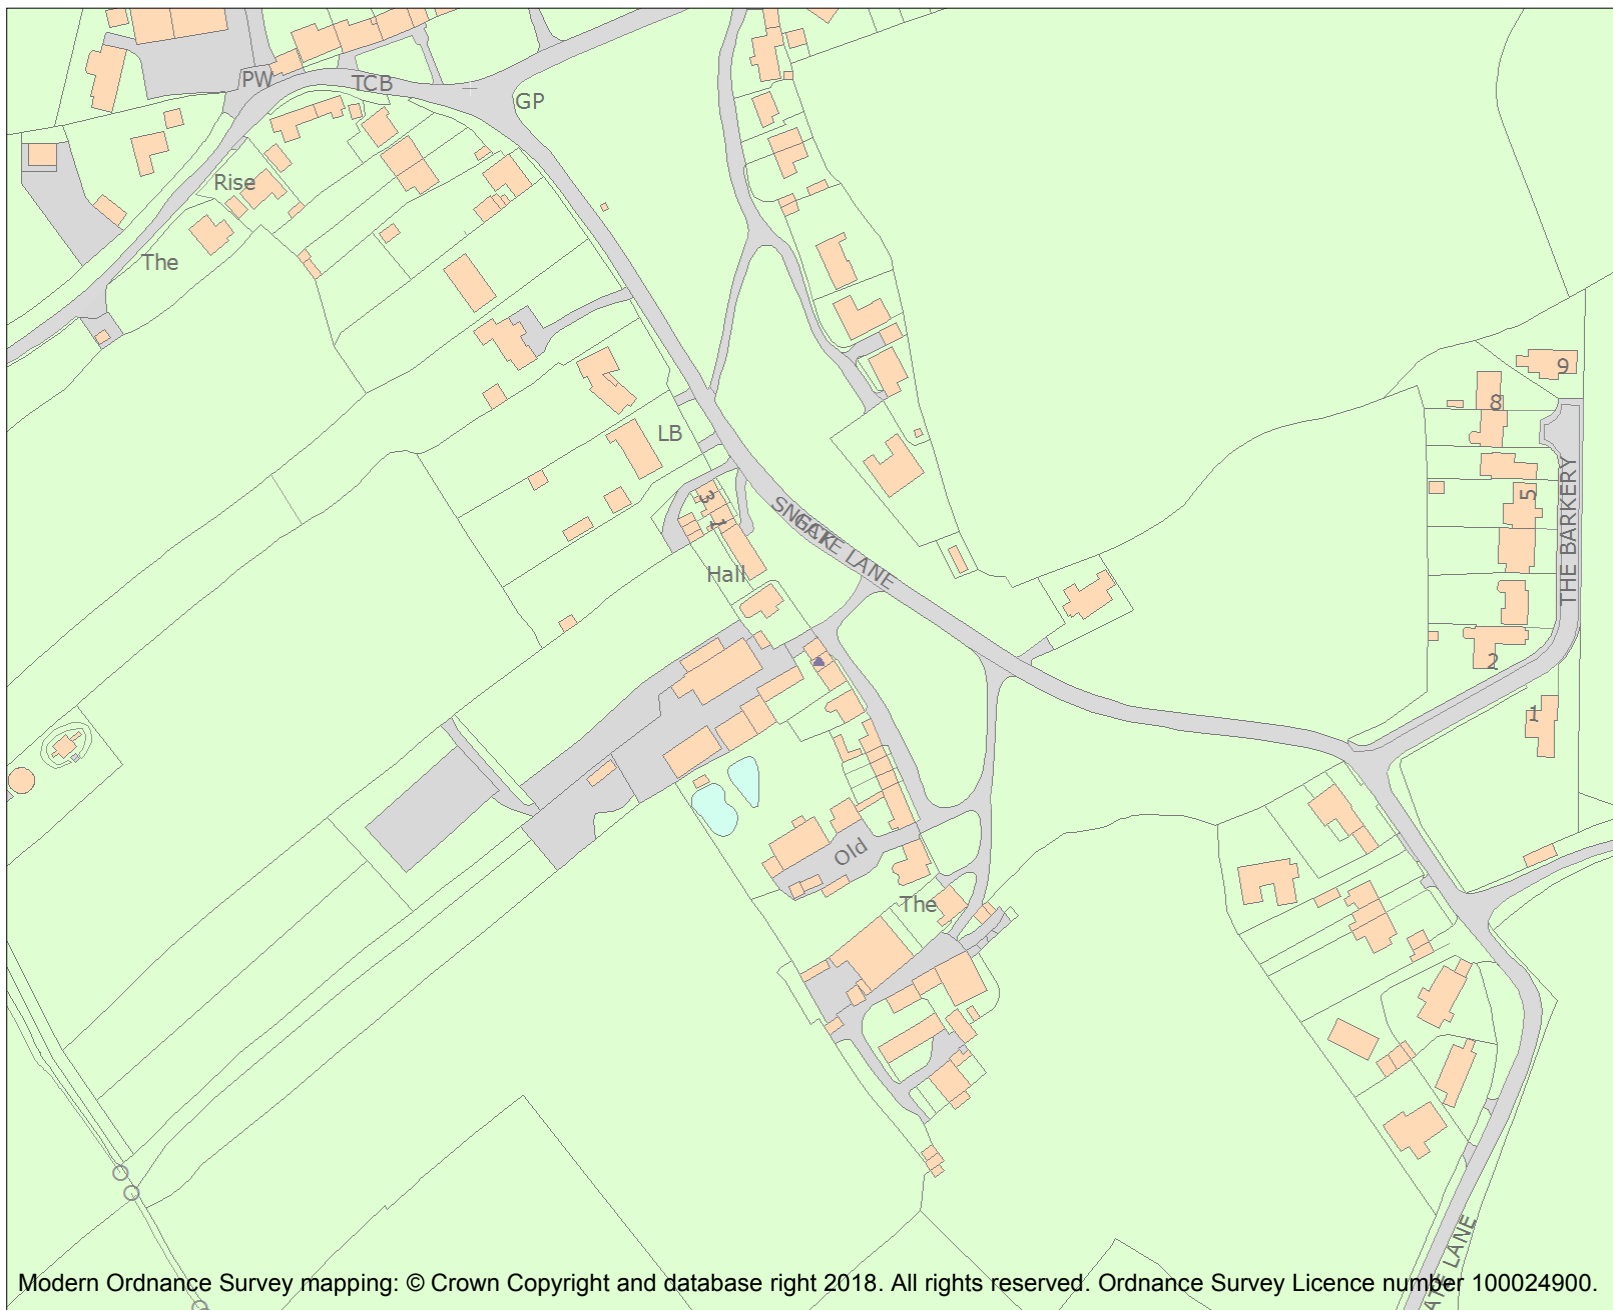 PW
TCB
GP
Rise
The
9
8
LB
5
THE BARKERY
3
1
LANE
Hall
2
1
Old
The
LANE
Modern Ordnance Survey mapping: © Crown Copyright and database right 2018. All rights reserved. Ordnance Survey Licence number 100024900.